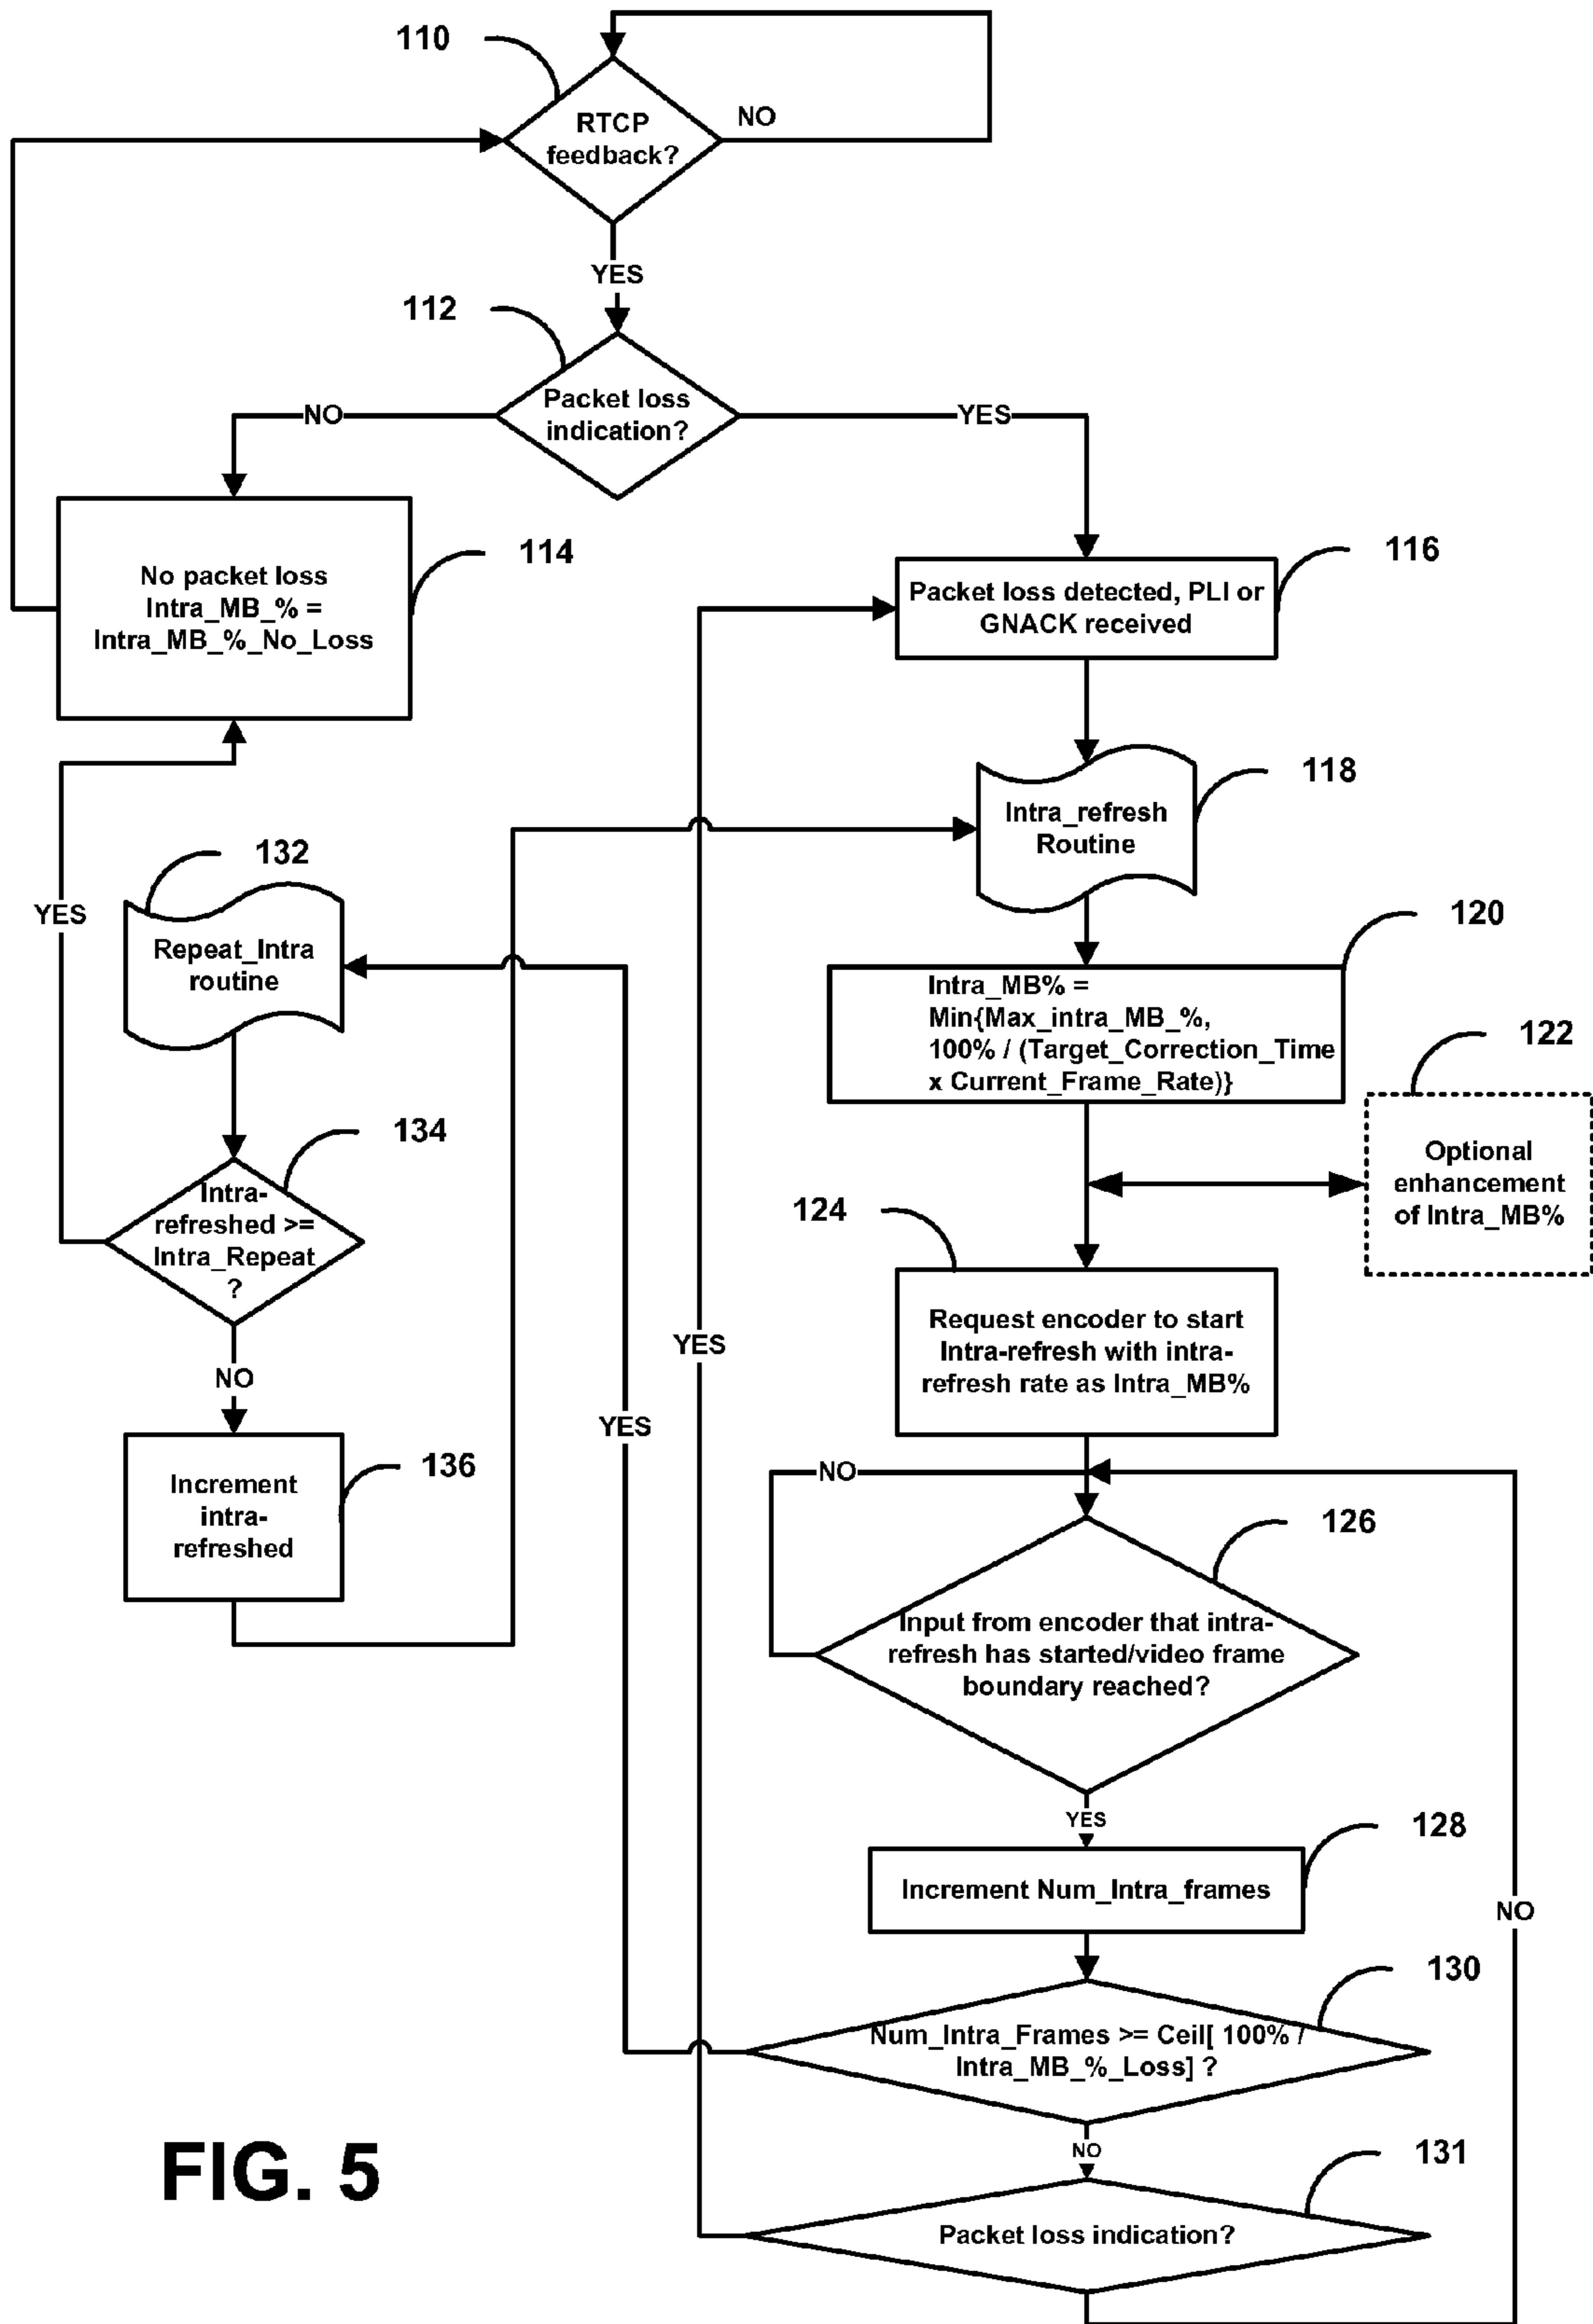 110
RTCP
feedback?
NO
YES
112
Packet loss
indication?
NO
YES
No packet loss
Intra_MB_% =
Intra_MB_%_No_Loss
114
Packet loss detected, PLI or
GNACK received
116
Intra_refresh
Routine
118
132
Repeat_Intra
routine
YES
120
Intra_MB% =
Min{Max_intra_MB_%,
100% / (Target_Correction_Time
x Current_Frame_Rate)}
122
Optional
enhancement
of Intra_MB%
134
Intra-
refreshed >=
Intra_Repeat
?
NO
124
Request encoder to start
Intra-refresh with intra-
refresh rate as Intra_MB%
YES
YES
136
Increment
intra-
refreshed
NO
126
Input from encoder that intra-
refresh has started/video frame
boundary reached?
YES
128
Increment Num_Intra_frames
NO
130
Num_Intra_Frames >= Ceil[ 100% /
Intra_MB_%_Loss] ?
NO
131
Packet loss indication?
FIG. 5